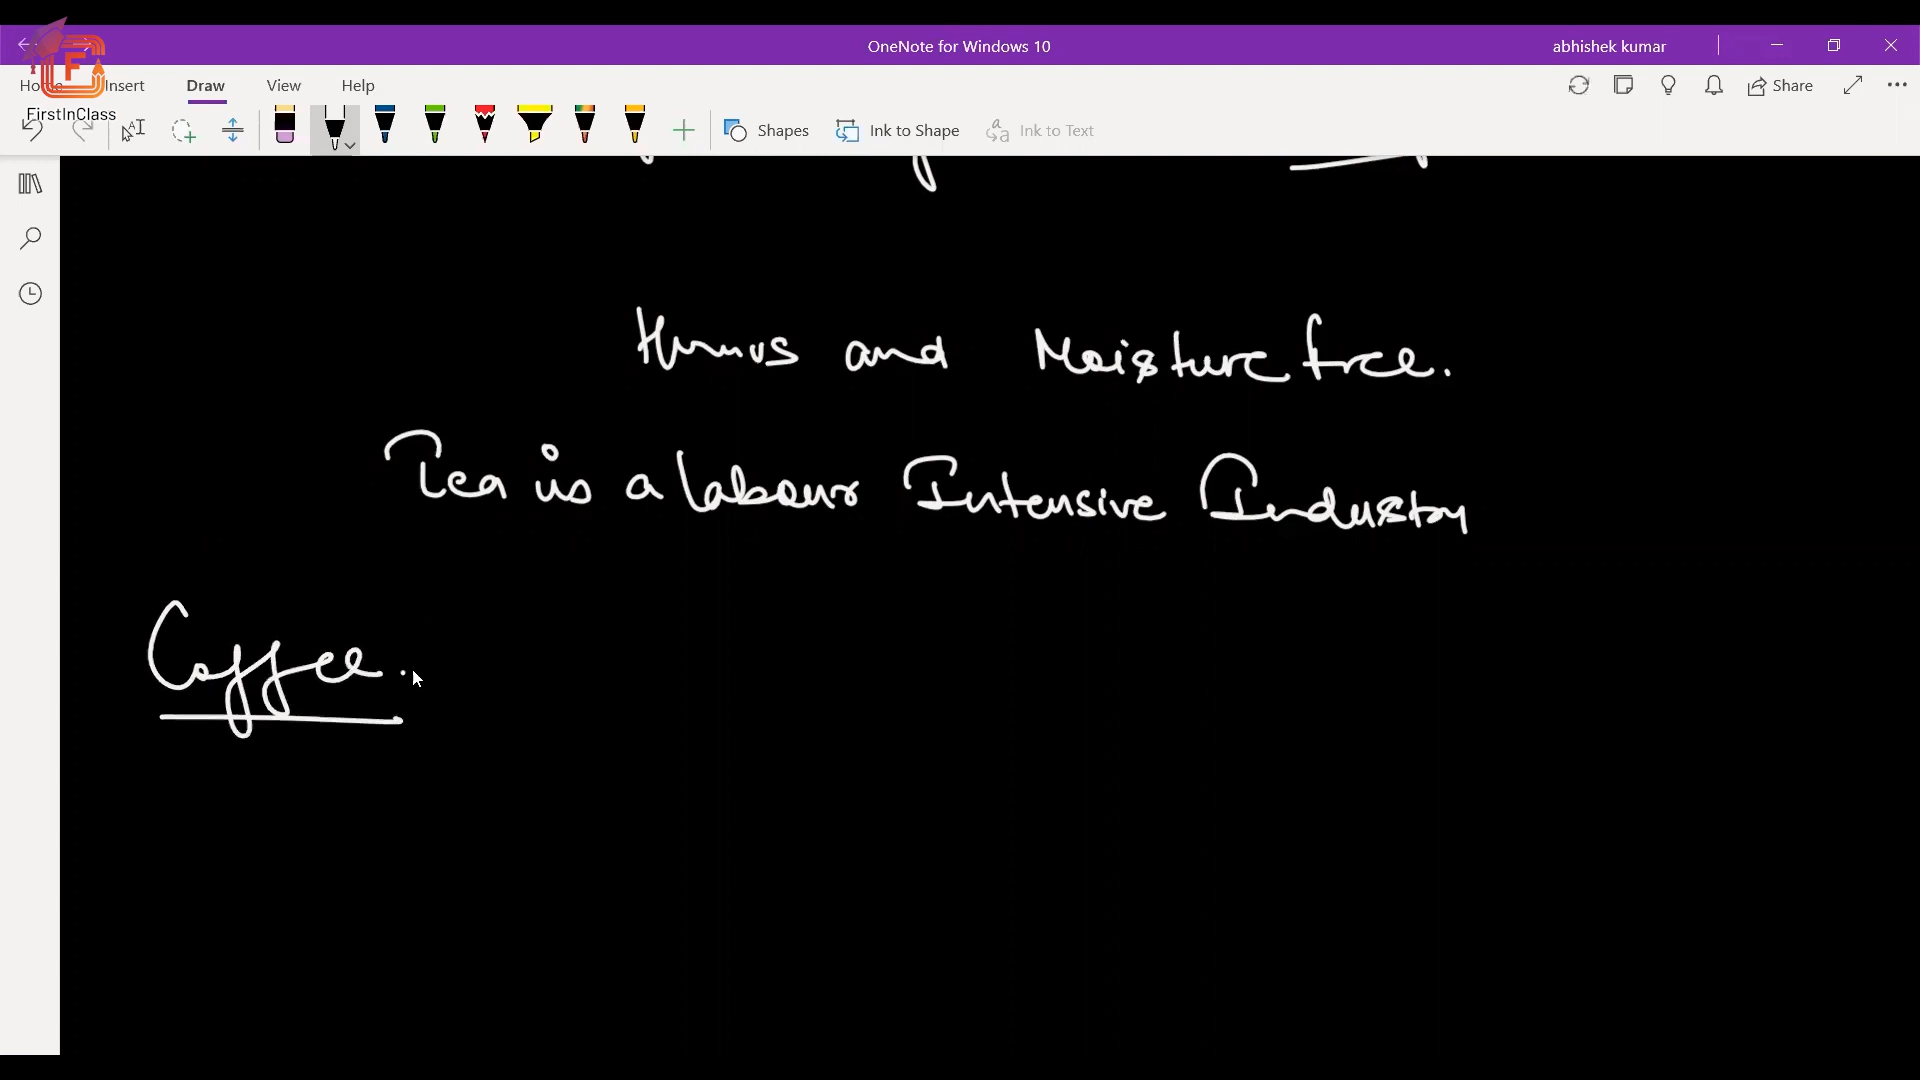 OneNote for Windows 10
abhishek kumar
Insert Draw View Help
Share
FirstInClass
Shapes Ink to Shape Ink to Text
Humus and Moisture free.
Tea is a labour Intensive Industry
Coffee.